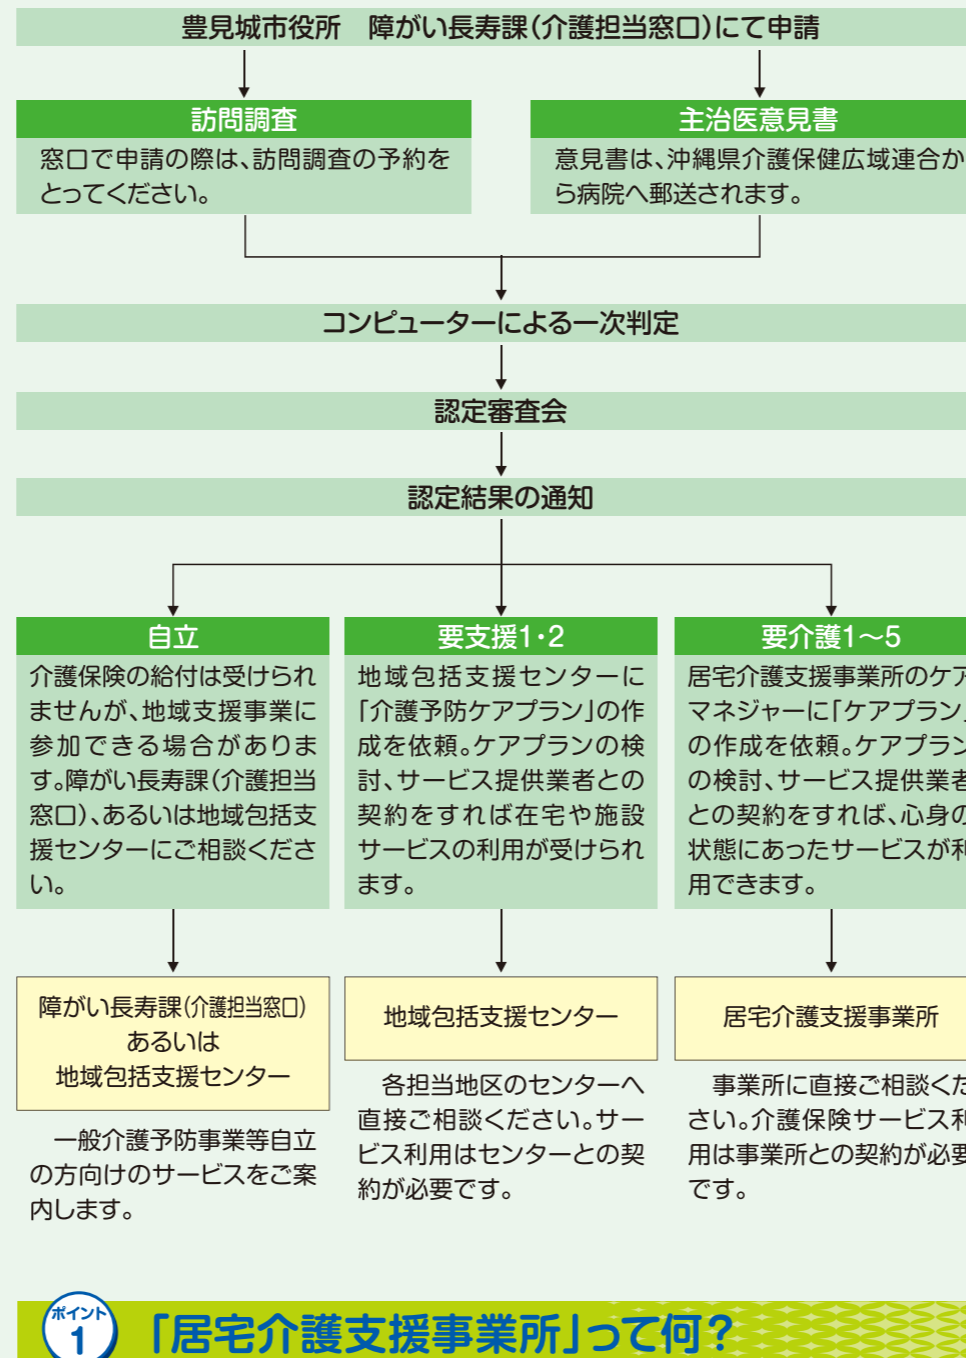 豊見城市役所　障がい長寿課(介護担当窓口)にて申請
訪問調査
窓口で申請の際は、訪問調査の予約を
とってください。
主治医意見書
意見書は、沖縄県介護保健広域連合か
ら病院へ郵送されます。
コンピューターによる一次判定
認定審査会
認定結果の通知
自立
介護保険の給付は受けられ
ませんが、地域支援事業に
参加できる場合がありま
す。障がい長寿課(介護担当
窓口)、あるいは地域包括支
援センターにご相談くださ
い。
要支援1・2
地域包括支援センターに
「介護予防ケアプラン」の作
成を依頼。ケアプランの検
討、サービス提供業者との
契約をすれば在宅や施設
サービスの利用が受けられ
ます。
要介護1～5
居宅介護支援事業所のケア
マネジャーに「ケアプラン」
の作成を依頼。ケアプラン
の検討、サービス提供業者
との契約をすれば、心身の
状態にあったサービスが利
用できます。
障がい長寿課(介護担当窓口)
あるいは
地域包括支援センター
一般介護予防事業等自立
の方向けのサービスをご案
内します。
地域包括支援センター
各担当地区のセンターへ
直接ご相談ください。サー
ビス利用はセンターとの契
約が必要です。
居宅介護支援事業所
事業所に直接ご相談くだ
さい。介護保険サービス利
用は事業所との契約が必要
です。
ポイント
1
「居宅介護支援事業所」って何？